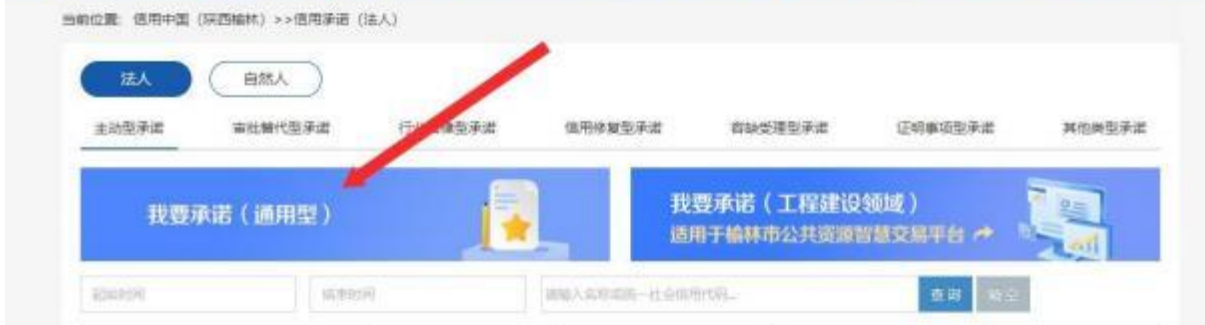 当前位置: 信用中国（陕西榆林）>>信用承诺（法人）
法人 自然人
主动型承诺 审批替代型承诺 信用修复型承诺 容缺受理型承诺 证明事项型承诺 其他类型承诺
我要承诺（通用型）
我要承诺（工程建设领域）
适用于榆林市公共资源智慧交易平台
起始时间 结束时间 请输入名称或统一社会信用代码... 查询 清空